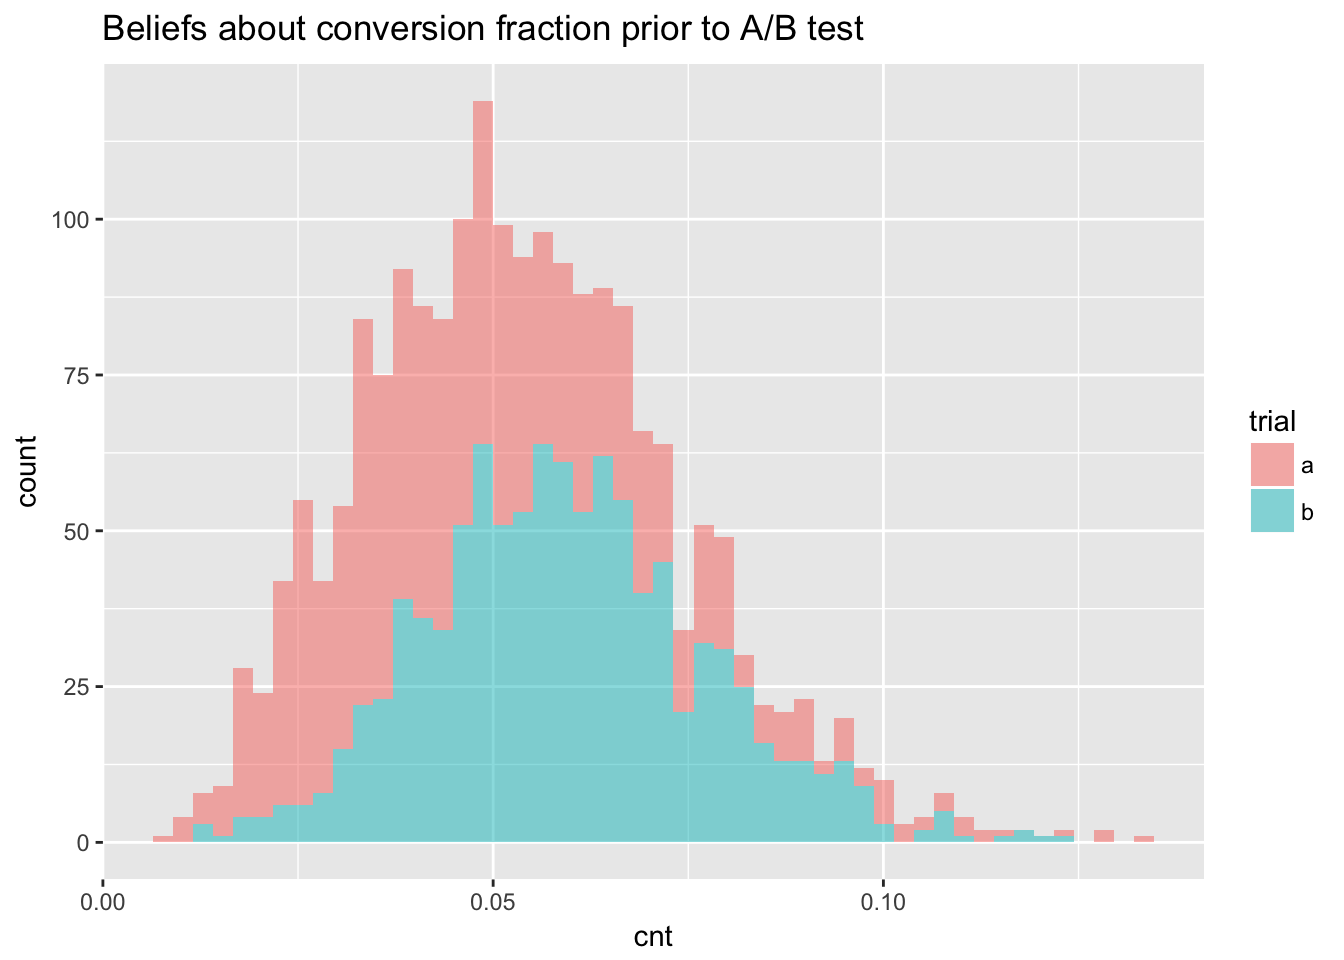 Beliefs about conversion fraction prior to A/B test
100
75
50
25
0
count
0.00
0.05
0.10
cnt
trial
a
b